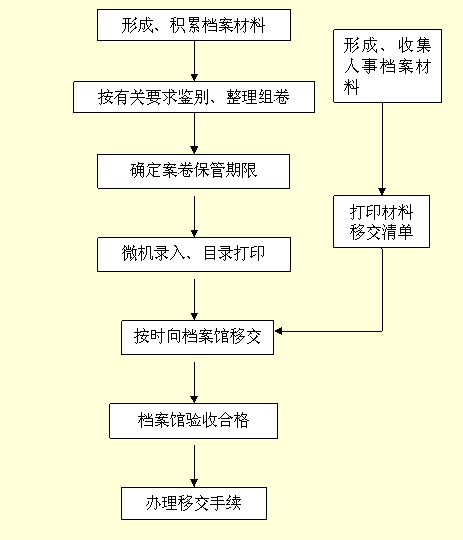 形成、积累档案材料
按有关要求鉴别、整理组卷
确定案卷保管期限
微机录入、目录打印
按时向档案馆移交
档案馆验收合格
办理移交手续
形成、收集
人事档案材
料
打印材料
移交清单